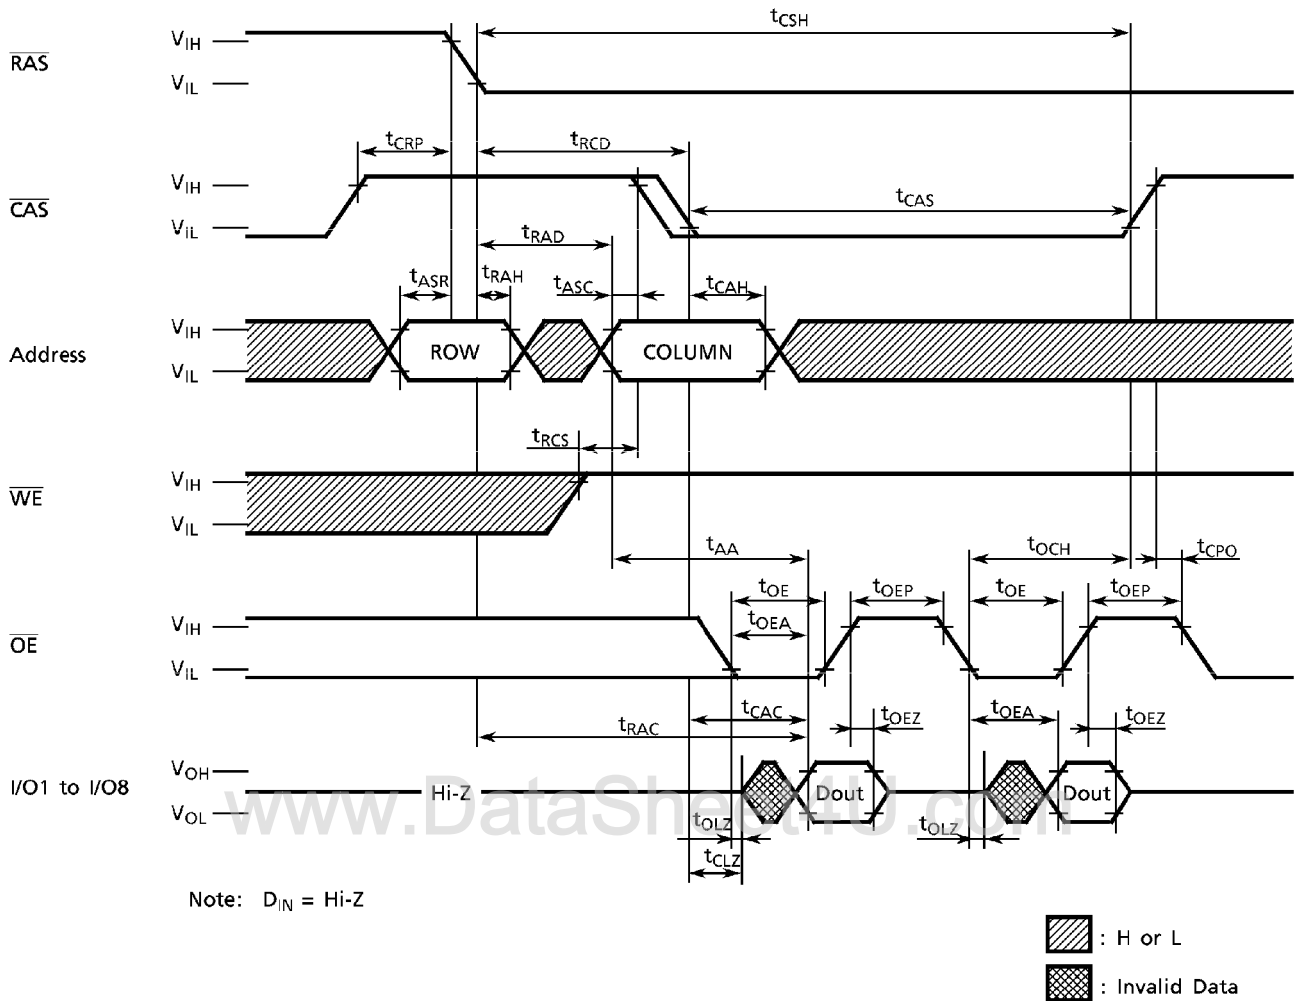 tCSH
RAS VIH
VIL
tCRP tRCD
CAS VIH
ViL
tCAS
tRAD
tASR tRAH tASC tCAH
Address VIH
VIL
ROW COLUMN
tRCS
WE VIH
VIL
tAA tOCH tCPO
tOE tOEP tOE tOEP
OE VIH
VIL
tOEA
tCAC tOEZ tOEA tOEZ
tRAC
I/O1 to I/O8 VOH
VOL
Hi-Z Dout Dout
www.DataSheet4U.com
tOLZ tOLZ
tCLZ
Note: DIN = Hi-Z
: H or L
: Invalid Data